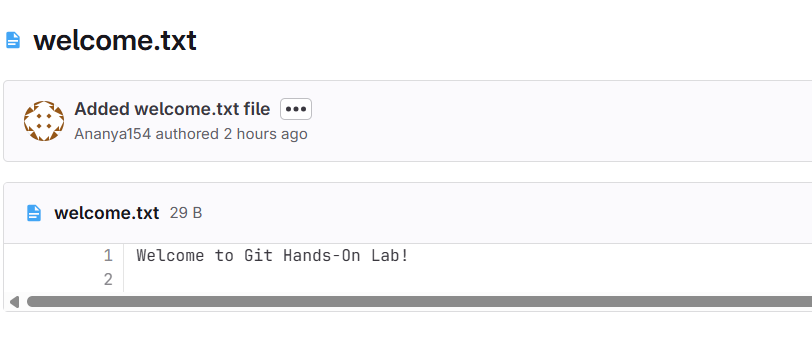 welcome.txt
Added welcome.txt file
Ananya154 authored 2 hours ago
welcome.txt 29 B
1 Welcome to Git Hands-On Lab!
2